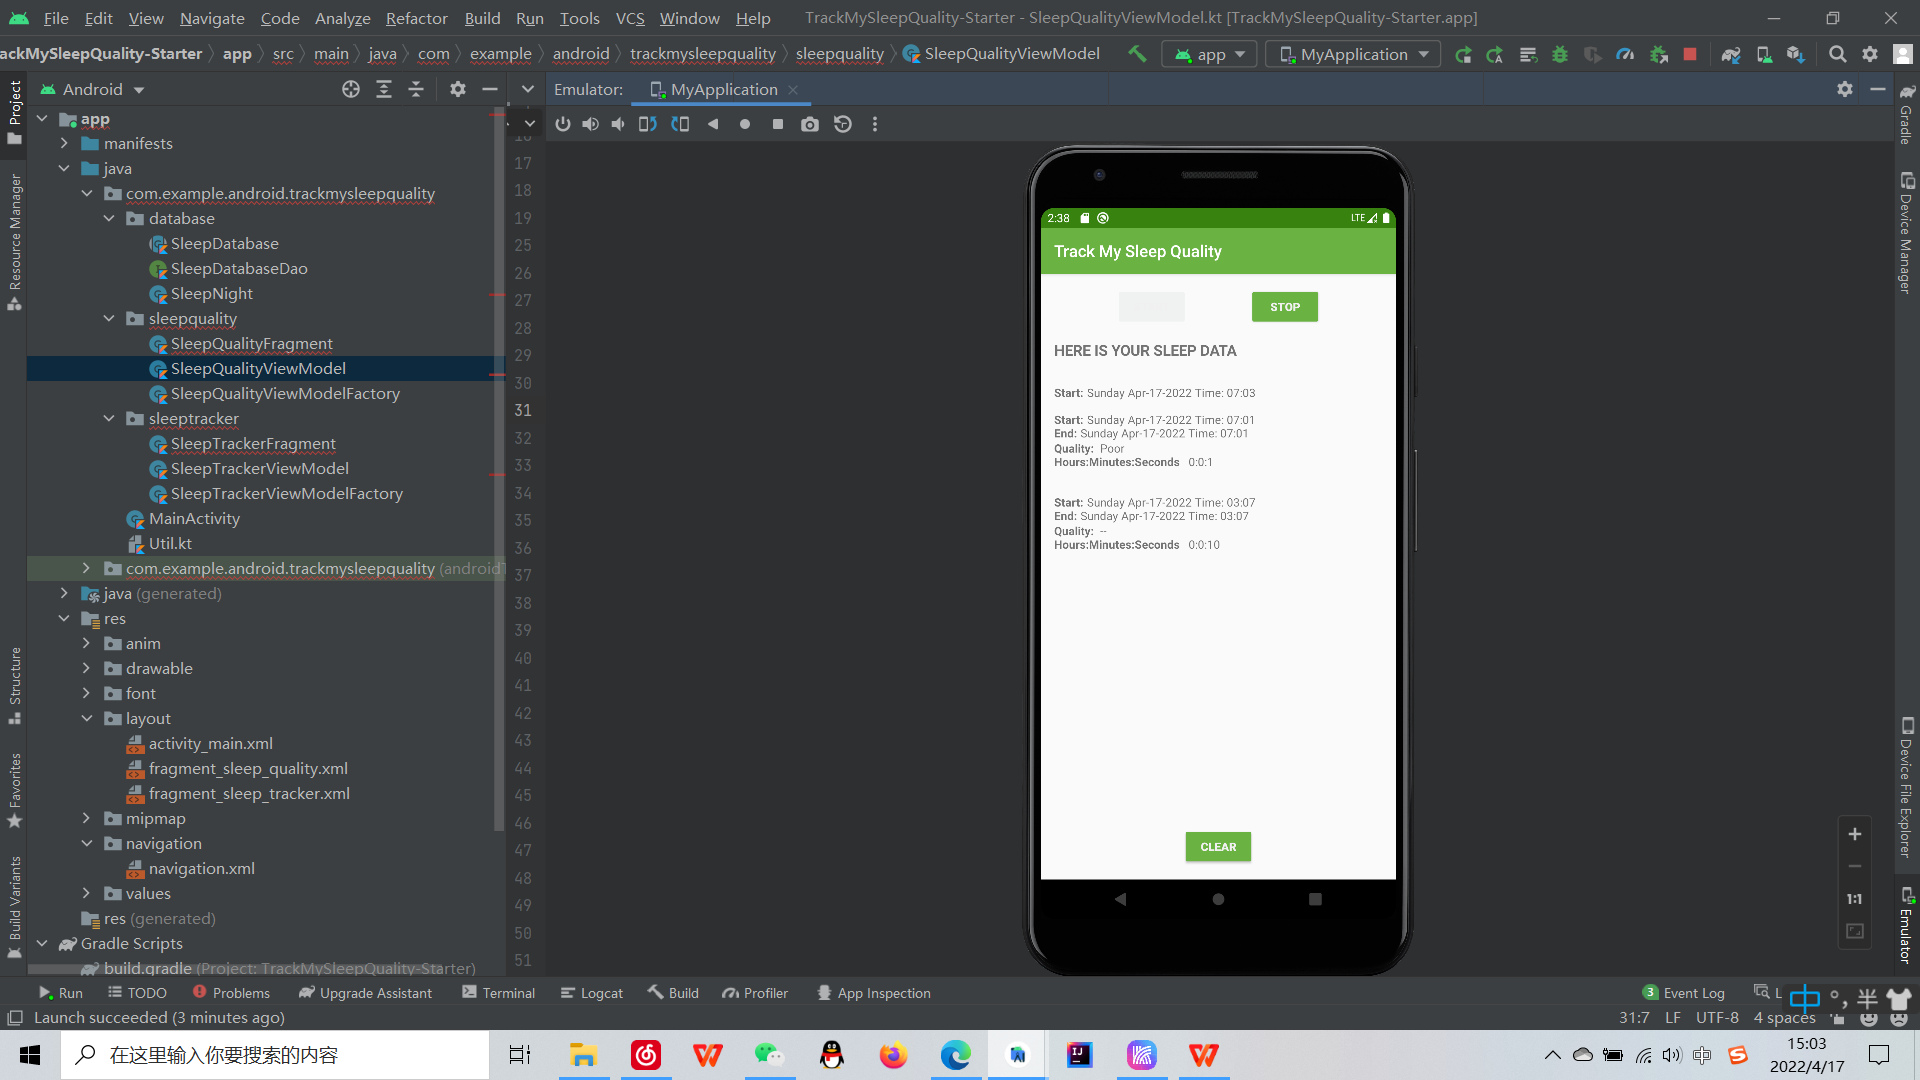 File Edit View Navigate Code Analyze Refactor Build Run Tools VCS Window Help TrackMySleepQuality-Starter - SleepQualityViewModel.kt [TrackMySleepQuality-Starter.app]
ackMySleepQuality-Starter app src main java com example android trackmysleepquality sleepquality SleepQualityViewModel app MyApplication
Android
Emulator: MyApplication
Project
Resource Manager
Structure
Favorites
Build Variants
app
manifests
java
com.example.android.trackmysleepquality
database
SleepDatabase
SleepDatabaseDao
SleepNight
sleepquality
SleepQualityFragment
SleepQualityViewModel
SleepQualityViewModelFactory
sleeptracker
SleepTrackerFragment
SleepTrackerViewModel
SleepTrackerViewModelFactory
MainActivity
Util.kt
com.example.android.trackmysleepquality (android
java (generated)
res
anim
drawable
font
layout
activity_main.xml
fragment_sleep_quality.xml
fragment_sleep_tracker.xml
mipmap
navigation
navigation.xml
values
res (generated)
Gradle Scripts
build.gradle (Project: TrackMySleepQuality-Starter)
17
18
19
25
26
27
28
29
30
31
32
33
34
35
36
37
38
39
40
41
42
43
44
45
46
47
48
49
50
51
2:38 LTE
Track My Sleep Quality
STOP
HERE IS YOUR SLEEP DATA
Start: Sunday Apr-17-2022 Time: 07:03
Start: Sunday Apr-17-2022 Time: 07:01
End: Sunday Apr-17-2022 Time: 07:01
Quality: Poor
Hours:Minutes:Seconds 0:0:1
Start: Sunday Apr-17-2022 Time: 03:07
End: Sunday Apr-17-2022 Time: 03:07
Quality: --
Hours:Minutes:Seconds 0:0:10
CLEAR
1:1
Gradle
Device Manager
Device File Explorer
Emulator
Run TODO Problems Upgrade Assistant Terminal Logcat Build Profiler App Inspection 3 Event Log L 中 °, 半
Launch succeeded (3 minutes ago) 31:7 LF UTF-8 4 spaces
在这里输入你要搜索的内容 中 15:03
2022/4/17